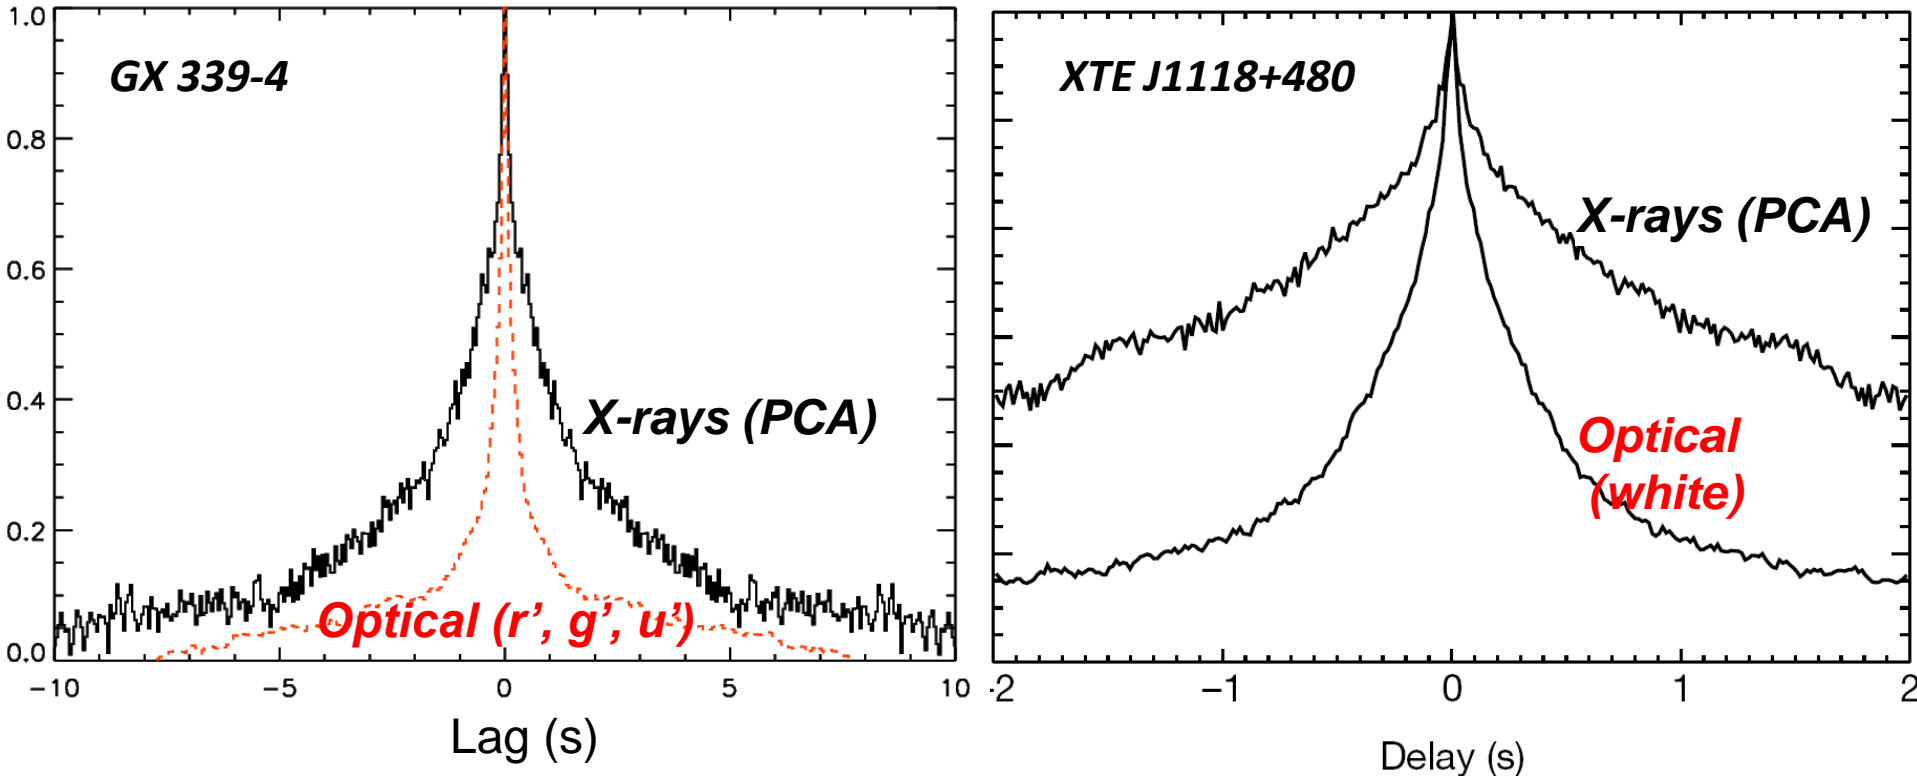 GX 339-4
1.0
0.8
0.6
0.4
0.2
0.0
X-rays (PCA)
Optical (r’, g’, u’)
−10
−5
0
5
10
Lag (s)
XTE J1118+480
X-rays (PCA)
Optical
(white)
-2
−1
0
1
2
Delay (s)